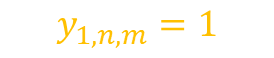 y₁,ₙ,ₘ = 1